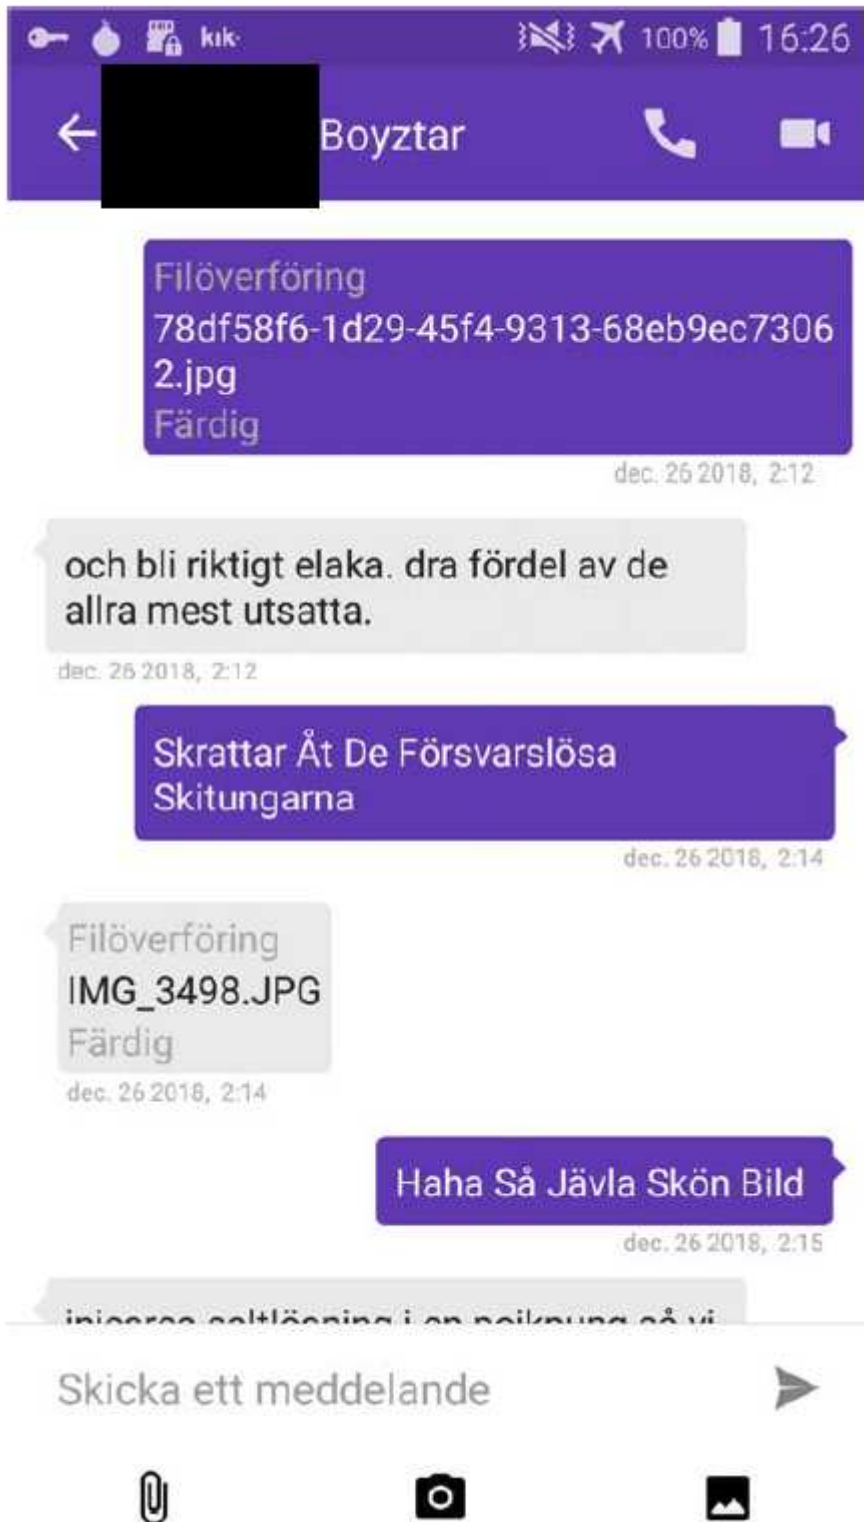 kik·
100%
16:26
Boyztar
Filöverföring
78df58f6-1d29-45f4-9313-68eb9ec7306
2.jpg
Färdig
dec. 26 2018, 2:12
och bli riktigt elaka. dra fördel av de
allra mest utsatta.
dec. 26 2018, 2:12
Skrattar Åt De Försvarslösa
Skitungarna
dec. 26 2018, 2:14
Filöverföring
IMG_3498.JPG
Färdig
dec. 26 2018, 2:14
Haha Så Jävla Skön Bild
dec. 26 2018, 2:15
Skicka ett meddelande